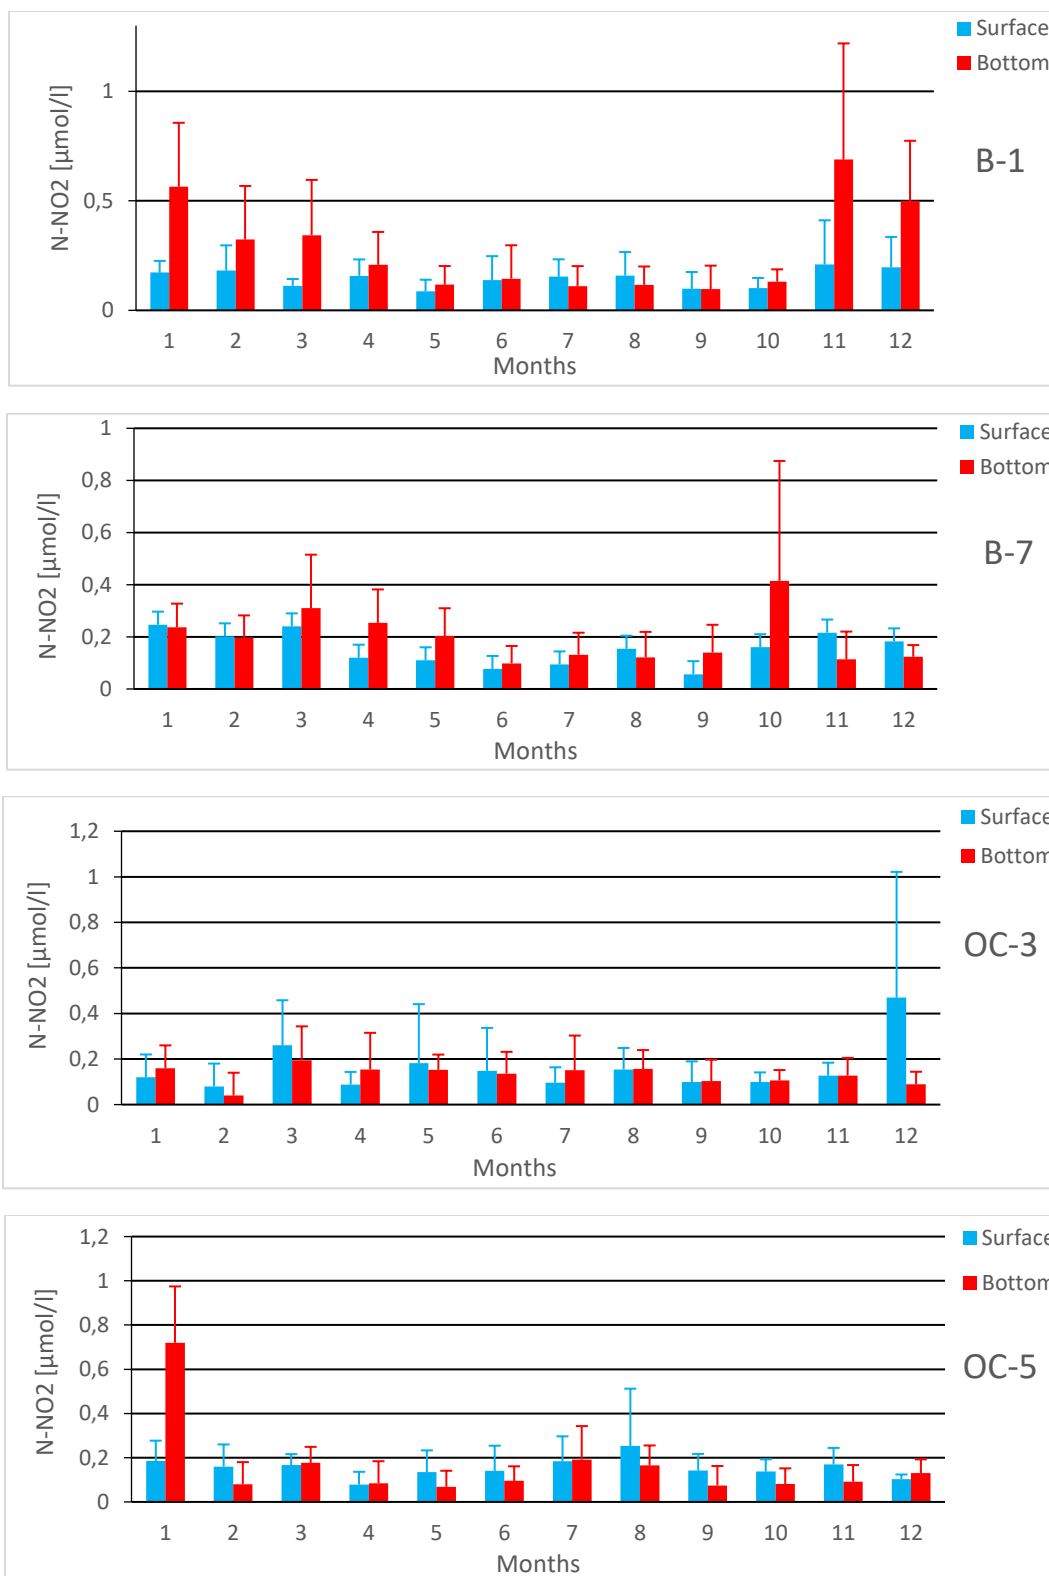 Surface
Bottom
B-1
N-NO2 [µmol/l]
1
0,5
0
1 2 3 4 5 6 7 8 9 10 11 12
Months
Surface
Bottom
B-7
N-NO2 [µmol/l]
1
0,8
0,6
0,4
0,2
0
1 2 3 4 5 6 7 8 9 10 11 12
Months
Surface
Bottom
OC-3
N-NO2 [µmol/l]
1,2
1
0,8
0,6
0,4
0,2
0
1 2 3 4 5 6 7 8 9 10 11 12
Months
Surface
Bottom
OC-5
N-NO2 [µmol/l]
1,2
1
0,8
0,6
0,4
0,2
0
1 2 3 4 5 6 7 8 9 10 11 12
Months